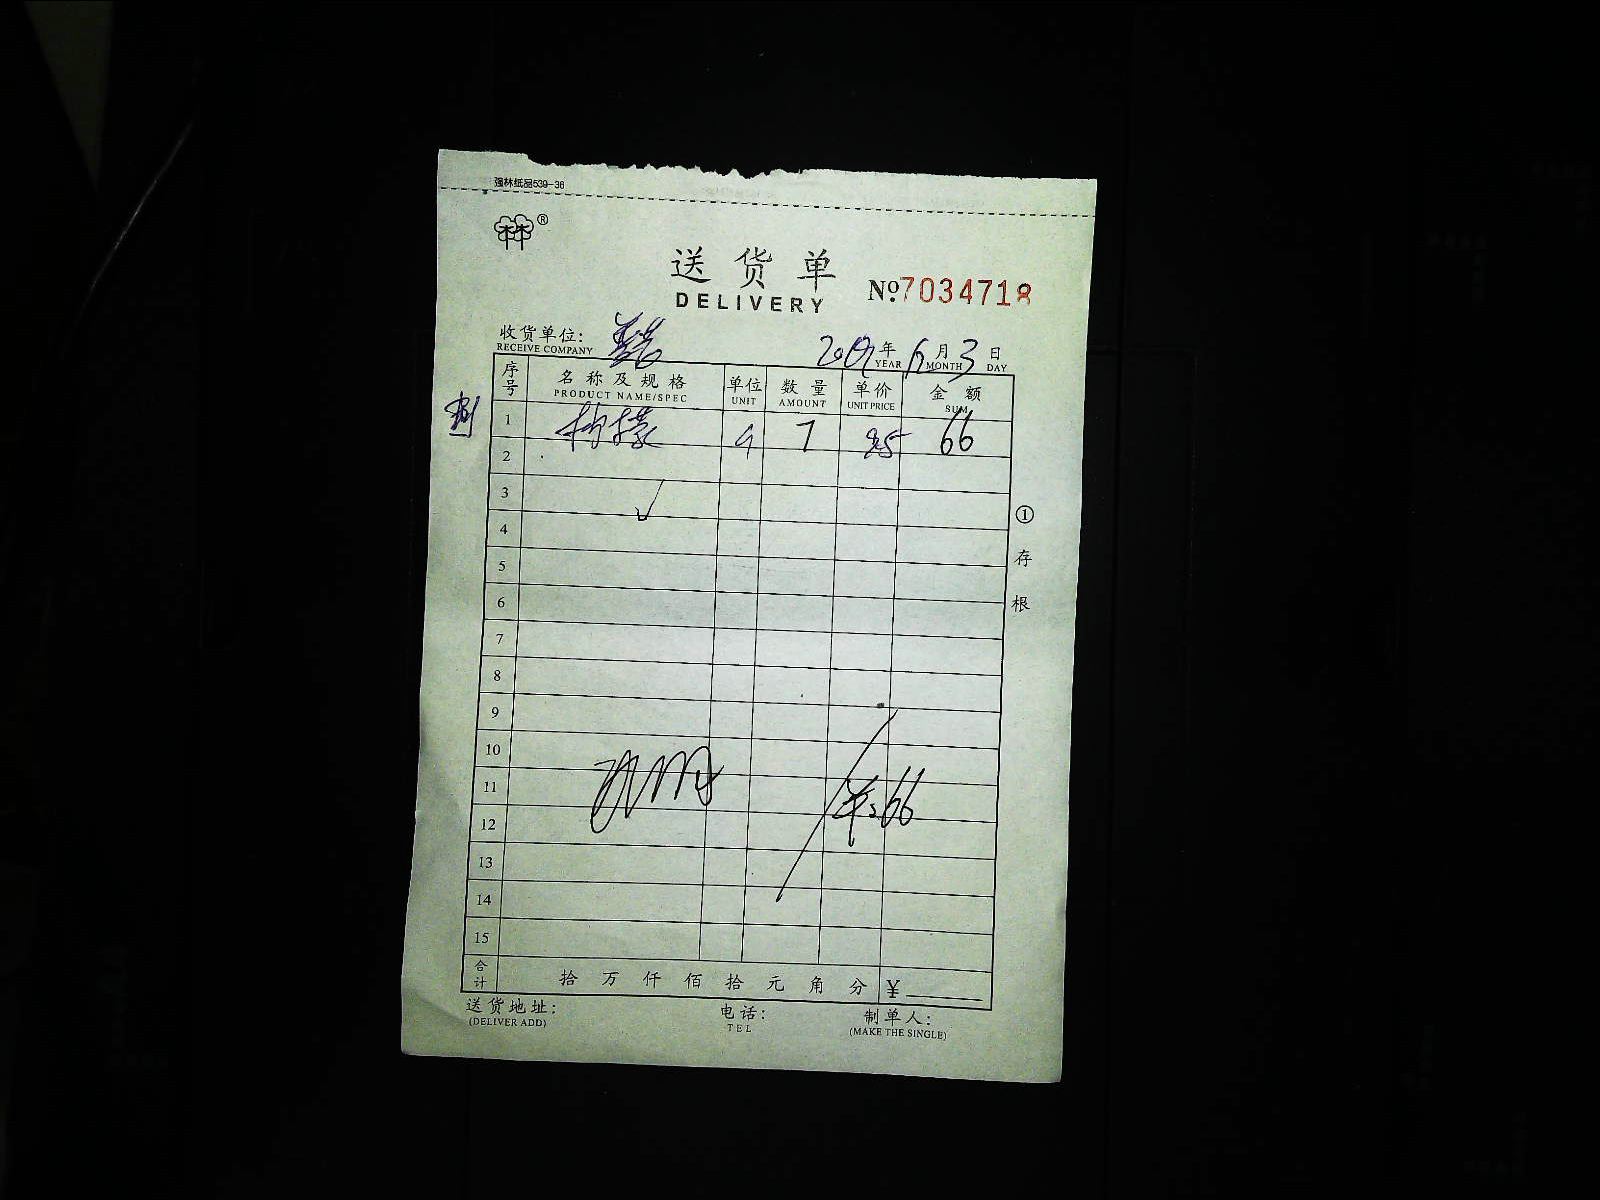 强林纸品539-36
林®
送货单
DELIVERY
№7034718
收货单位:
RECEIVE COMPANY
年 6月3日
YEAR MONTH DAY
序号 名称及规格 单位 数量 单价 金额
PRODUCT NAME/SPEC UNIT AMOUNT UNIT PRICE SUM
1 柠檬 7 66
2
3
4
5
6
7
8
9
10
11 66
12
13
14
15
合计 拾 万 仟 佰 拾 元 角 分 ¥
①存根
送货地址: 电话: 制单人:
(DELIVER ADD) TEL (MAKE THE SINGLE)